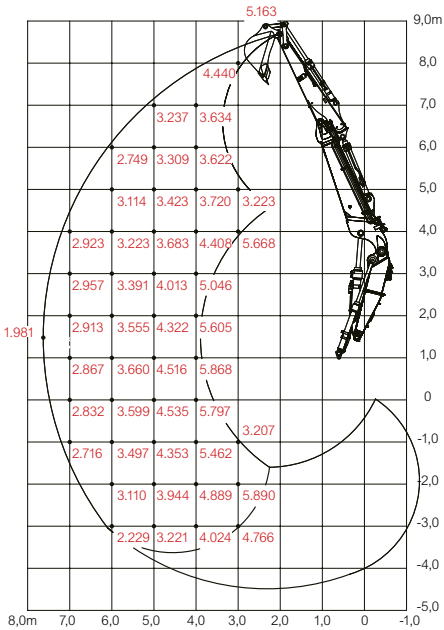 5.163
9,0m
4.440
8,0
3.237 3.634
7,0
2.749 3.309 3.622
6,0
3.114 3.423 3.720 3.223
5,0
2.923 3.223 3.683 4.408 5.668
4,0
2.957 3.391 4.013 5.046
3,0
2.913 3.555 4.322 5.605
2,0
1.981
2.867 3.660 4.516 5.868
1,0
2.832 3.599 4.535 5.797
0
3.207
2.716 3.497 4.353 5.462
-1,0
3.110 3.944 4.889 5.890
-2,0
2.229 3.221 4.024 4.766
-3,0
-4,0
-5,0
8,0m 7,0 6,0 5,0 4,0 3,0 2,0 1,0 0 -1,0